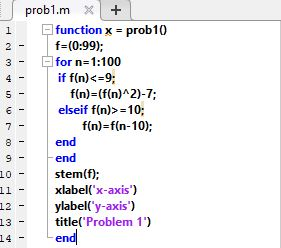 prob1.m × +
1 function x = prob1()
2 - f=(0:99);
3 - for n=1:100
4 - if f(n)<=9;
5 - f(n)=(f(n)^2)-7;
6 - elseif f(n)>=10;
7 - f(n)=f(n-10);
8 - end
9 - end
10 - stem(f);
11 - xlabel('x-axis')
12 - ylabel('y-axis')
13 - title('Problem 1')
14 - end